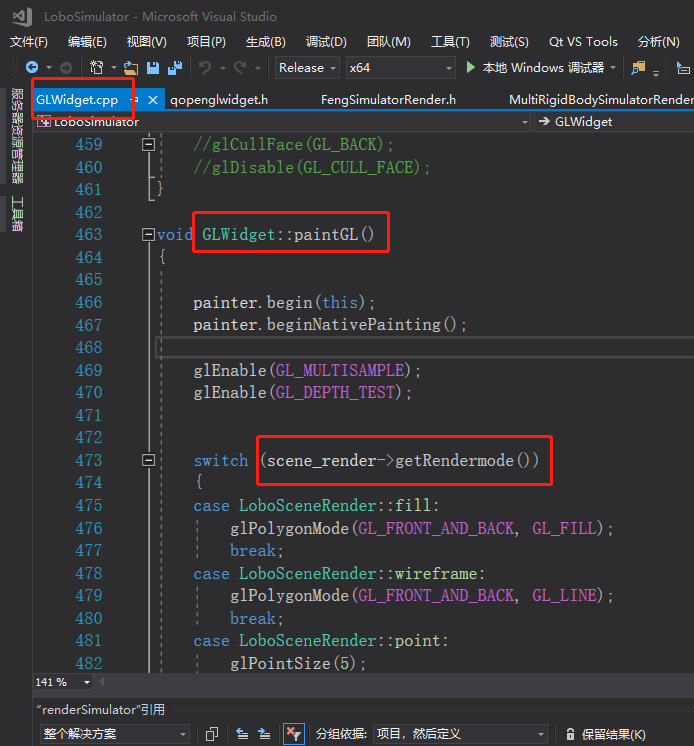 LoboSimulator - Microsoft Visual Studio
文件(F) 编辑(E) 视图(V) 项目(P) 生成(B) 调试(D) 团队(M) 工具(T) 测试(S) Qt VS Tools 分析(N)
Release x64 本地 Windows 调试器
服务器资源管理器
工具箱
GLWidget.cpp qopenglwidget.h FengSimulatorRender.h MultiRigidBodySimulatorRender
LoboSimulator GLWidget
459 //glCullFace(GL_BACK);
460 //glDisable(GL_CULL_FACE);
461 }
462
463 void GLWidget::paintGL()
464 {
465
466 painter.begin(this);
467 painter.beginNativePainting();
468
469 glEnable(GL_MULTISAMPLE);
470 glEnable(GL_DEPTH_TEST);
471
472
473 switch (scene_render->getRendermode())
474 {
475 case LoboSceneRender::fill:
476 glPolygonMode(GL_FRONT_AND_BACK, GL_FILL);
477 break;
478 case LoboSceneRender::wireframe:
479 glPolygonMode(GL_FRONT_AND_BACK, GL_LINE);
480 break;
481 case LoboSceneRender::point:
482 glPointSize(5);
141 %
“renderSimulator”引用
整个解决方案 分组依据: 项目，然后定义 保留结果(K)